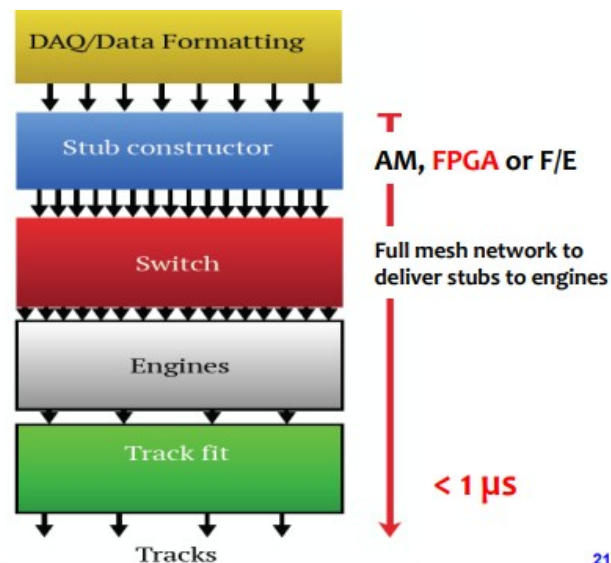 DAQ/Data Formatting
Stub constructor
AM, FPGA or F/E
Switch
Full mesh network to
deliver stubs to engines
Engines
Track fit
< 1 μs
Tracks
21